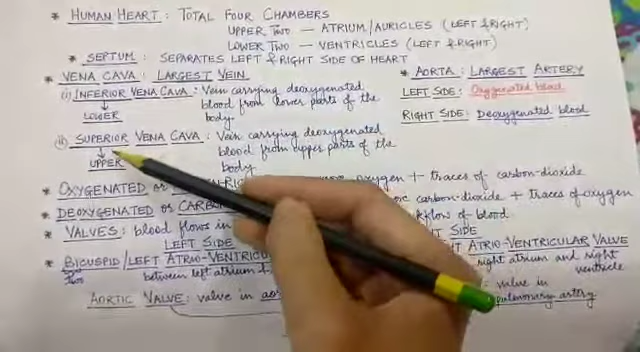 * HUMAN HEART: TOTAL FOUR CHAMBERS
UPPER TWO — ATRIUM/AURICLES (LEFT & RIGHT)
LOWER TWO — VENTRICLES (LEFT & RIGHT)
* SEPTUM: SEPARATES LEFT & RIGHT SIDE OF HEART
* VENA CAVA: LARGEST VEIN
(i) INFERIOR VENA CAVA: Vein carrying deoxygenated
↓
LOWER
blood from lower parts of the
body.
(ii) SUPERIOR VENA CAVA: Vein carrying deoxygenated
↓
UPPER
blood from upper parts of the
body
* AORTA: LARGEST ARTERY
LEFT SIDE: Oxygenated blood
RIGHT SIDE: Deoxygenated blood
* OXYGENATED or oxygen + traces of carbon-dioxide
* DEOXYGENATED or carbon-dioxide + traces of oxygen
* VALVES: blood flows in of blood
LEFT SIDE SIDE
* BICUSPID/LEFT ATRIO-VENTRICU ATRIO-VENTRICULAR VALVE
Two between left atrium & right atrium and right
ventricle
AORTIC VALVE: valve in : valve in
pulmonary artery